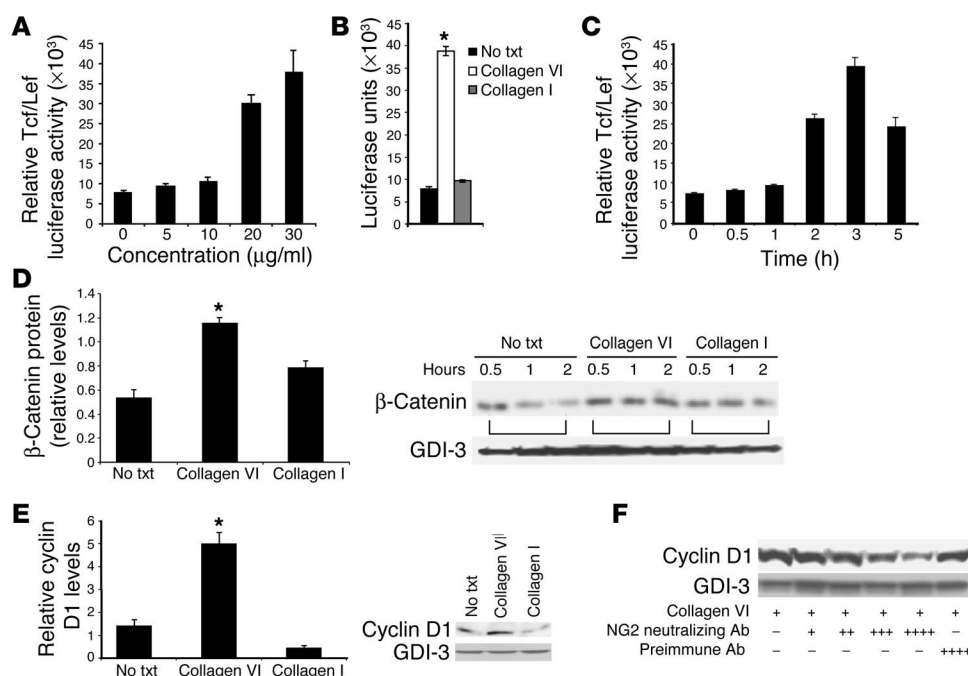 A
Relative Tcf/Lef
luciferase activity (×10³)
45
40
35
30
25
20
15
10
5
0
0 5 10 20 30
Concentration (μg/ml)
B
Luciferase units (×10³)
45
40
35
30
25
20
15
10
5
0
*
No txt
Collagen VI
Collagen I
C
Relative Tcf/Lef
luciferase activity (×10³)
45
40
35
30
25
20
15
10
5
0
0 0.5 1 2 3 5
Time (h)
D
β-Catenin protein
(relative levels)
1.4
1.2
1.0
0.8
0.6
0.4
0.2
0
*
No txt Collagen VI Collagen I
No txt Collagen VI Collagen I
Hours 0.5 1 2 0.5 1 2 0.5 1 2
β-Catenin
GDI-3
E
Relative cyclin
D1 levels
6
5
4
3
2
1
0
*
No txt Collagen VI Collagen I
No txt
Collagen VI
Collagen I
Cyclin D1
GDI-3
F
Cyclin D1
GDI-3
Collagen VI + + + + + +
NG2 neutralizing Ab – + ++ +++ ++++ –
Preimmune Ab – – – – – ++++